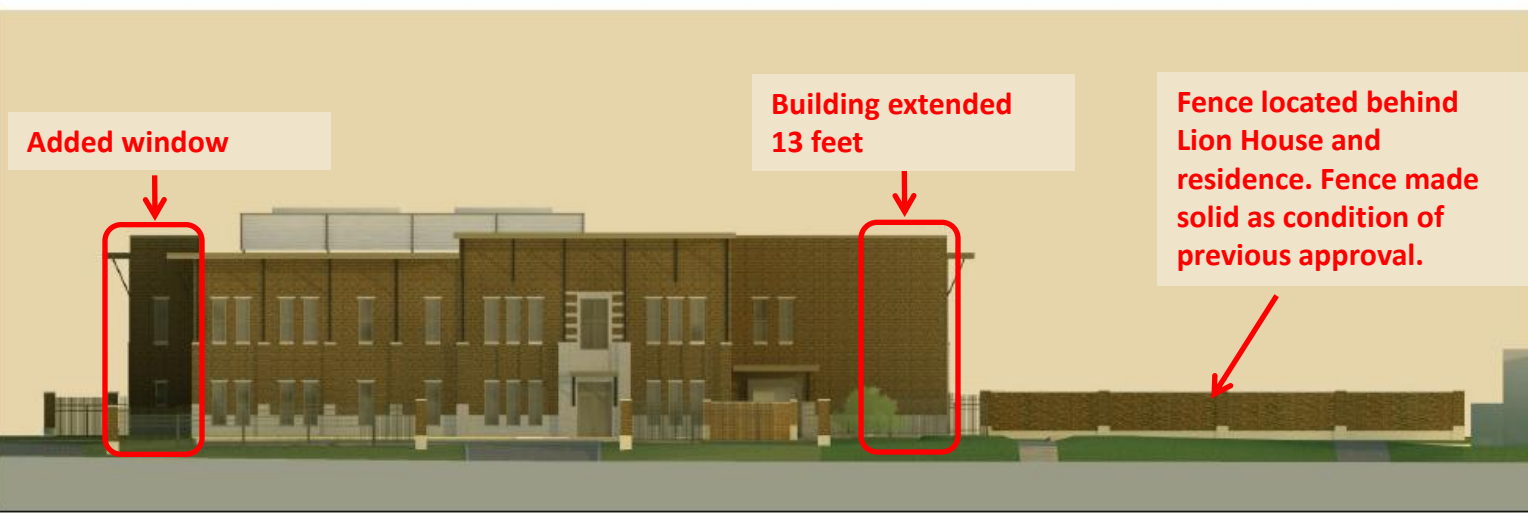 Added window
Building extended
13 feet
Fence located behind
Lion House and
residence. Fence made
solid as condition of
previous approval.